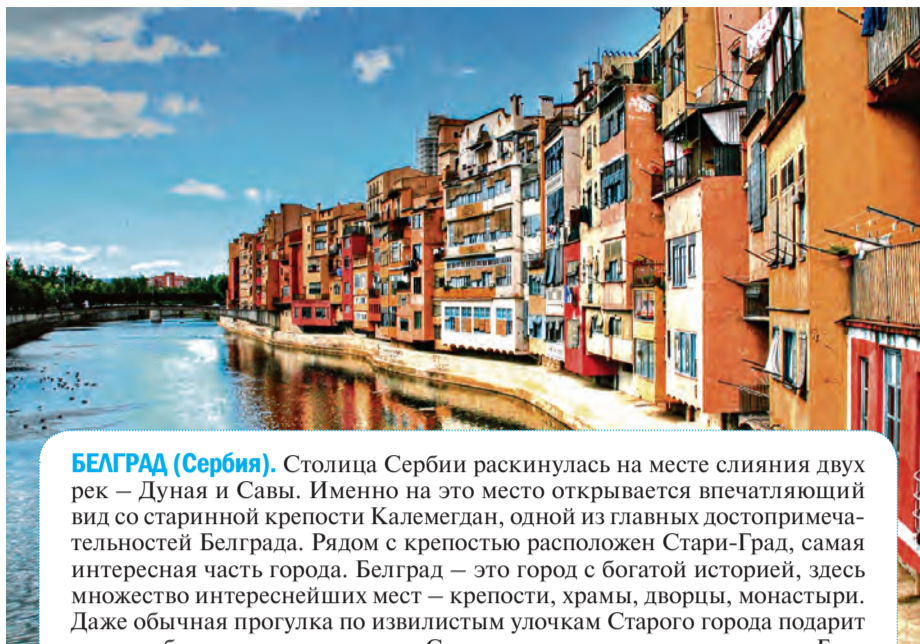 БЕЛГРАД (Сербия). Столица Сербии раскинулась на месте слияния двух
рек – Дуная и Савы. Именно на это место открывается впечатляющий
вид со старинной крепости Калемегдан, одной из главных достопримеча-
тельностей Белграда. Рядом с крепостью расположен Стари-Град, самая
интересная часть города. Белград – это город с богатой историей, здесь
множество интереснейших мест – крепости, храмы, дворцы, монастыри.
Даже обычная прогулка по извилистым улочкам Старого города подарит